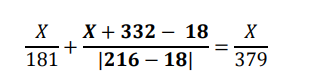 X/181 + X + 332 − 18/|216 − 18| = X/379